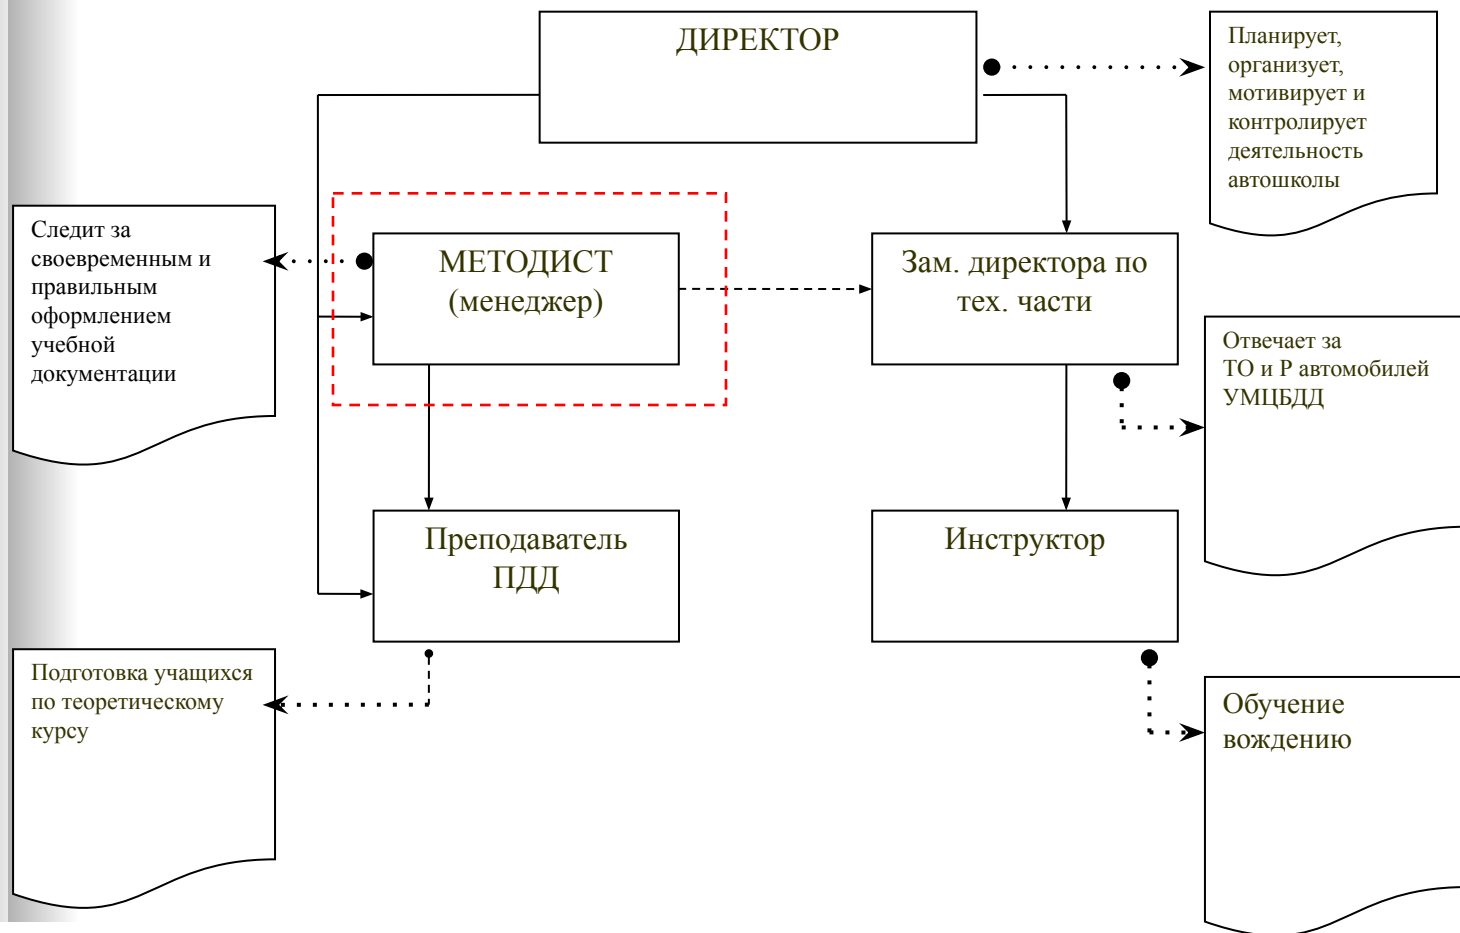 ДИРЕКТОР
Планирует,
организует,
мотивирует и
контролирует
деятельность
автошколы
Следит за
своевременным и
правильным
оформлением
учебной
документации
МЕТОДИСТ
(менеджер)
Зам. директора по
тех. части
Отвечает за
ТО и Р автомобилей
УМЦБДД
Преподаватель
ПДД
Инструктор
Подготовка учащихся
по теоретическому
курсу
Обучение
вождению